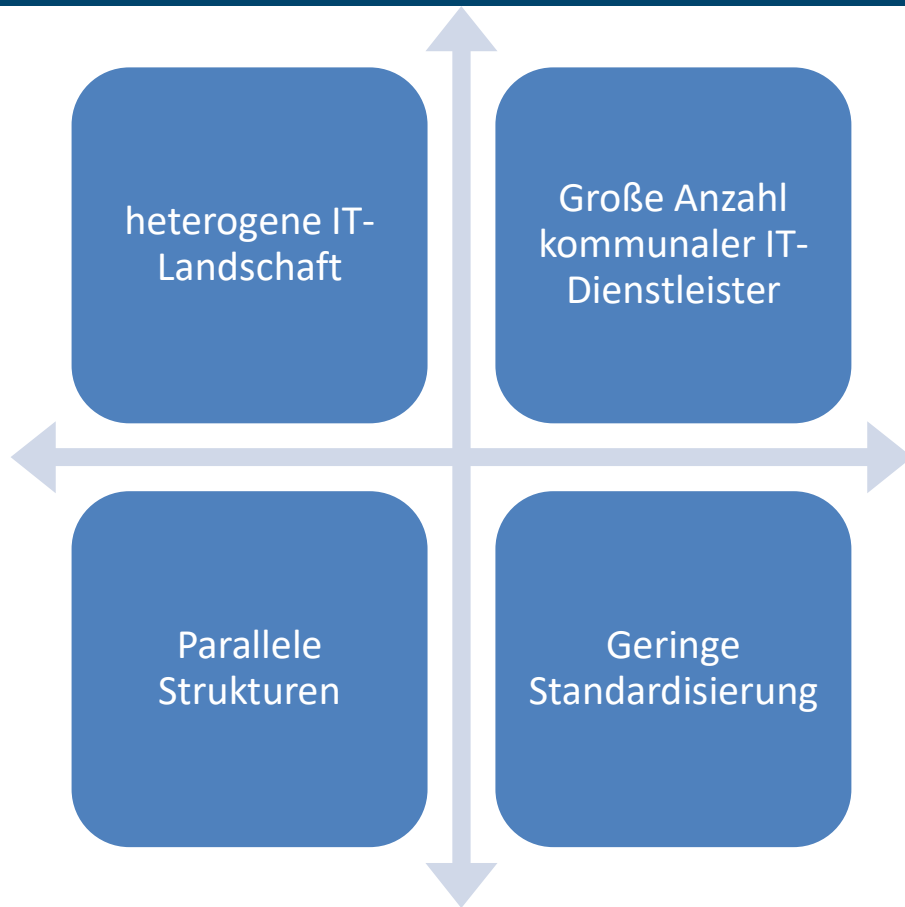 heterogene IT-
Landschaft
Große Anzahl
kommunaler IT-
Dienstleister
Parallele
Strukturen
Geringe
Standardisierung